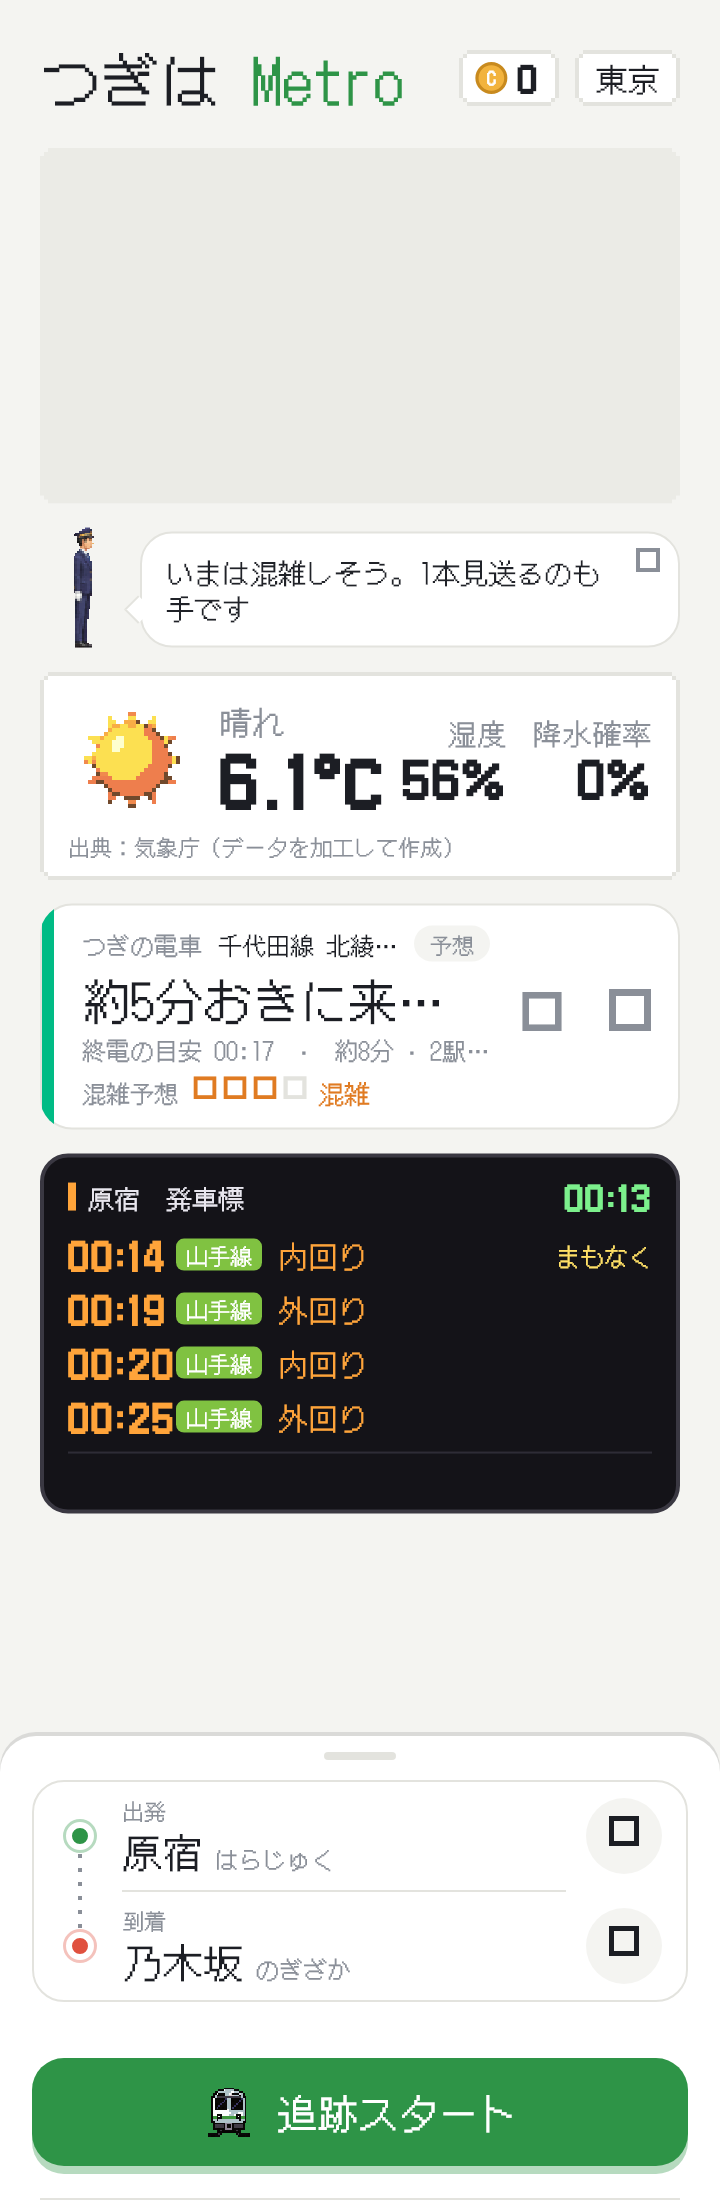 つぎは Metro
C 0
東京
いまは混雑しそう。1本見送るのも
手です
晴れ
6.1°C
湿度
56%
降水確率
0%
出典：気象庁（データを加工して作成）
つぎの電車 千代田線 北綾… 予想
約5分おきに来…
終電の目安 00:17 ・ 約8分 · 2駅…
混雑予想 混雑
原宿 発車標 00:13
00:14 山手線 内回り まもなく
00:19 山手線 外回り
00:20 山手線 内回り
00:25 山手線 外回り
出発
原宿 はらじゅく
到着
乃木坂 のぎざか
追跡スタート